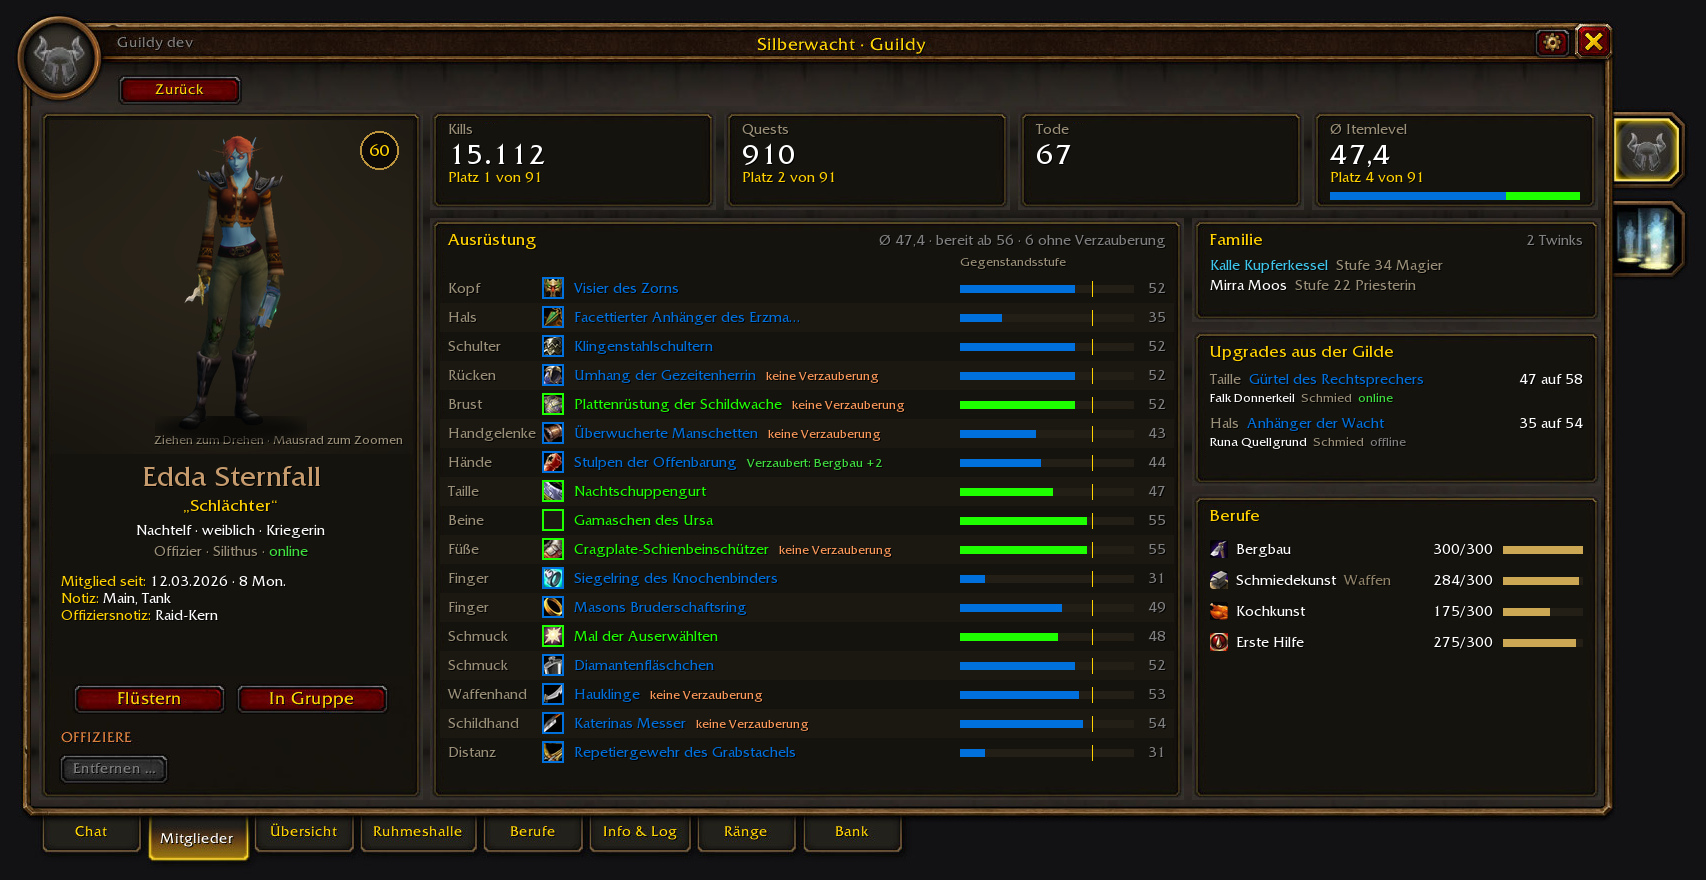 Guildy dev
Silberwacht · Guildy
Zurück
60
Ziehen zum Drehen · Mausrad zum Zoomen
Edda Sternfall
„Schlächter“
Nachtelf · weiblich · Kriegerin
Offizier · Silithus · online
Mitglied seit: 12.03.2026 · 8 Mon.
Notiz: Main, Tank
Offiziersnotiz: Raid-Kern
Flüstern
In Gruppe
OFFIZIERE
Entfernen ...
Kills
15.112
Platz 1 von 91
Quests
910
Platz 2 von 91
Tode
67
Ø Itemlevel
47,4
Platz 4 von 91
Ausrüstung Ø 47,4 · bereit ab 56 · 6 ohne Verzauberung
Gegenstandsstufe
Kopf Visier des Zorns 52
Hals Facettierter Anhänger des Erzma... 35
Schulter Klingenstahlschultern 52
Rücken Umhang der Gezeitenherrin keine Verzauberung 52
Brust Plattenrüstung der Schildwache keine Verzauberung 52
Handgelenke Überwucherte Manschetten keine Verzauberung 43
Hände Stulpen der Offenbarung Verzaubert: Bergbau +2 44
Taille Nachtschuppengurt 47
Beine Gamaschen des Ursa 55
Füße Cragplate-Schienbeinschützer keine Verzauberung 55
Finger Siegelring des Knochenbinders 31
Finger Masons Bruderschaftsring 49
Schmuck Mal der Auserwählten 48
Schmuck Diamantenfläschchen 52
Waffenhand Hauklinge keine Verzauberung 53
Schildhand Katerinas Messer keine Verzauberung 54
Distanz Repetiergewehr des Grabstachels 31
Familie 2 Twinks
Kalle Kupferkessel Stufe 34 Magier
Mirra Moos Stufe 22 Priesterin
Upgrades aus der Gilde
Taille Gürtel des Rechtsprechers 47 auf 58
Falk Donnerkeil Schmied online
Hals Anhänger der Wacht 35 auf 54
Runa Quellgrund Schmied offline
Berufe
Bergbau 300/300
Schmiedekunst Waffen 284/300
Kochkunst 175/300
Erste Hilfe 275/300
Chat
Mitglieder
Übersicht
Ruhmeshalle
Berufe
Info & Log
Ränge
Bank